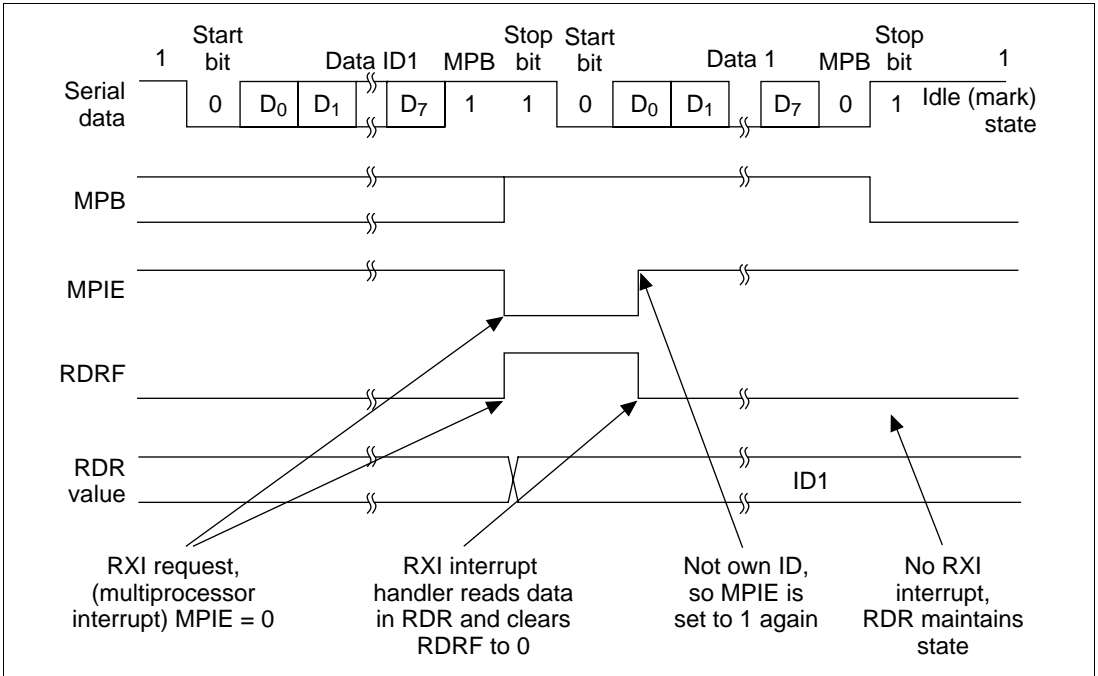 1 Start bit Data ID1 MPB Stop bit Start bit Data 1 MPB Stop bit 1
Serial data 0 D0 D1 D7 1 1 0 D0 D1 D7 0 1 Idle (mark) state
MPB
MPIE
RDRF
RDR value ID1
RXI request,
(multiprocessor
interrupt) MPIE = 0
RXI interrupt
handler reads data
in RDR and clears
RDRF to 0
Not own ID,
so MPIE is
set to 1 again
No RXI
interrupt,
RDR maintains
state